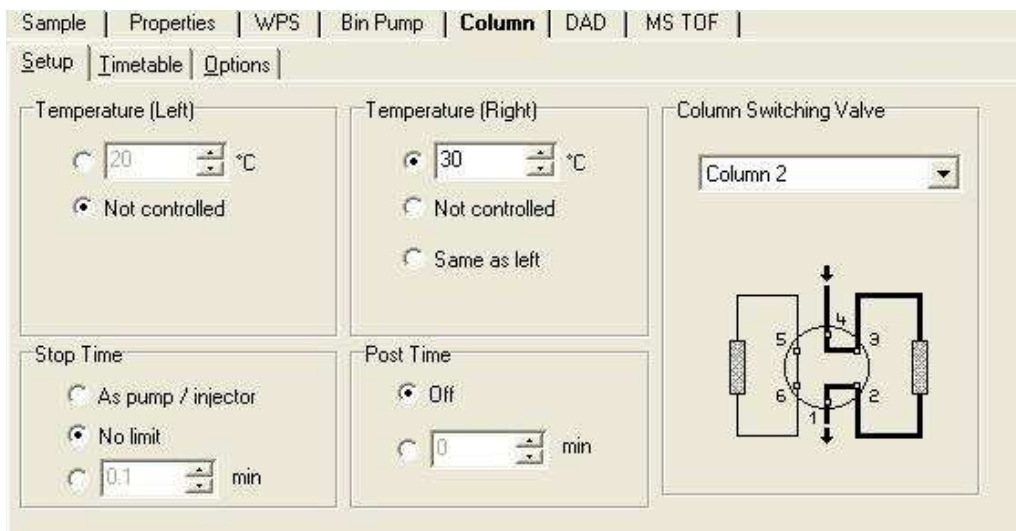 Sample | Properties | WPS | Bin Pump | Column | DAD | MS TOF |
Setup | Timetable | Options |
Temperature (Left)
20 °C
Not controlled
Temperature (Right)
30 °C
Not controlled
Same as left
Column Switching Valve
Column 2
4
5 3
6 2
1
Stop Time
As pump / injector
No limit
0.1 min
Post Time
Off
0 min